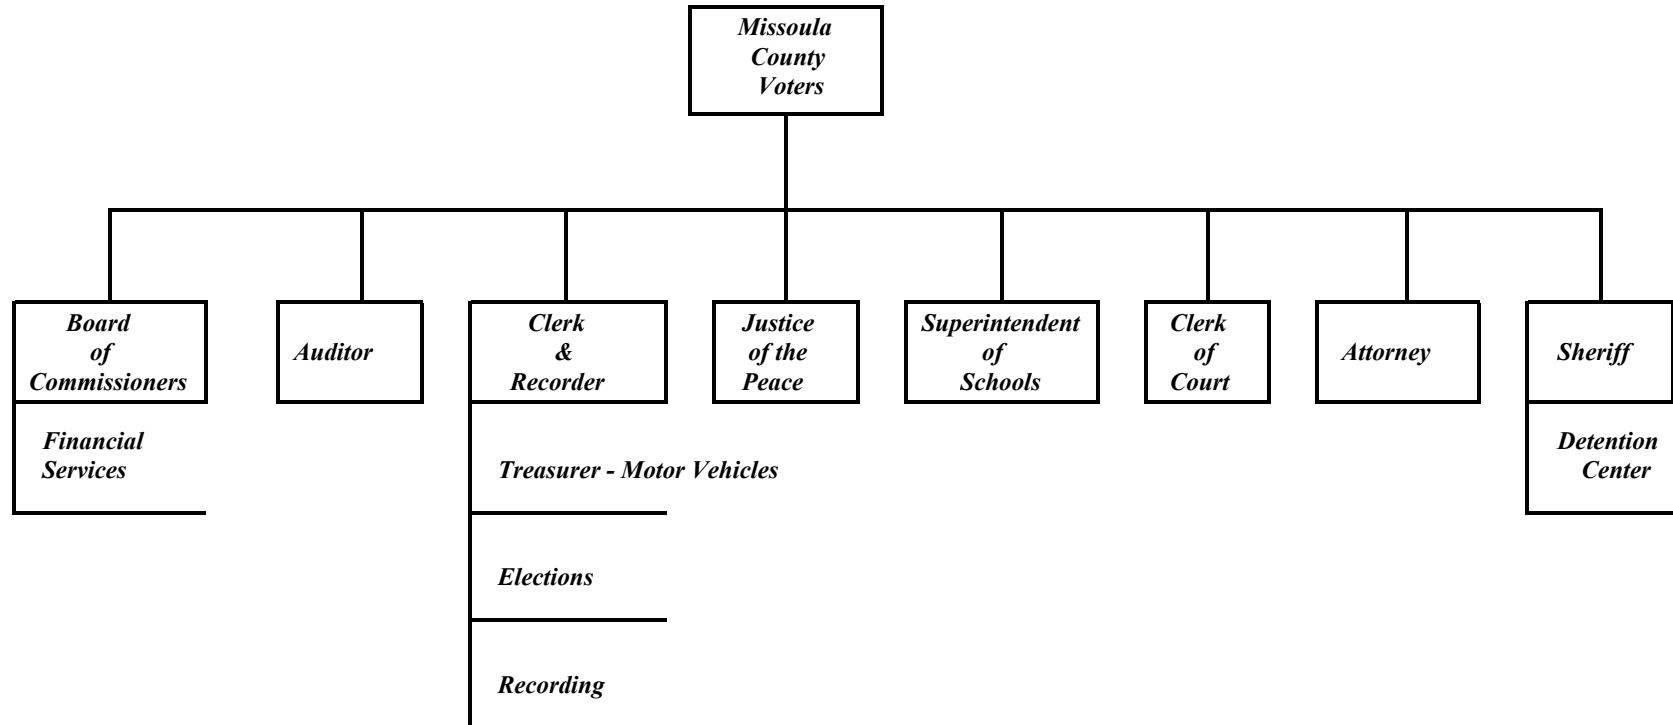 Missoula
County
Voters
Board
of
Commissioners
Auditor
Clerk
&
Recorder
Justice
of the
Peace
Superintendent
of
Schools
Clerk
of
Court
Attorney
Sheriff
Financial
Services
Treasurer - Motor Vehicles
Elections
Recording
Detention
Center